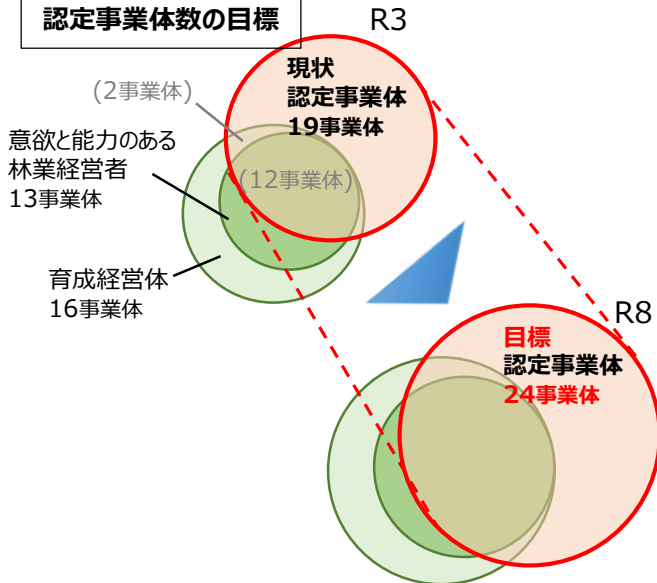 認定事業体数の目標
R3
現状
認定事業体
19事業体
(2事業体)
意欲と能力のある
林業経営者
13事業体
(12事業体)
育成経営体
16事業体
R8
目標
認定事業体
24事業体